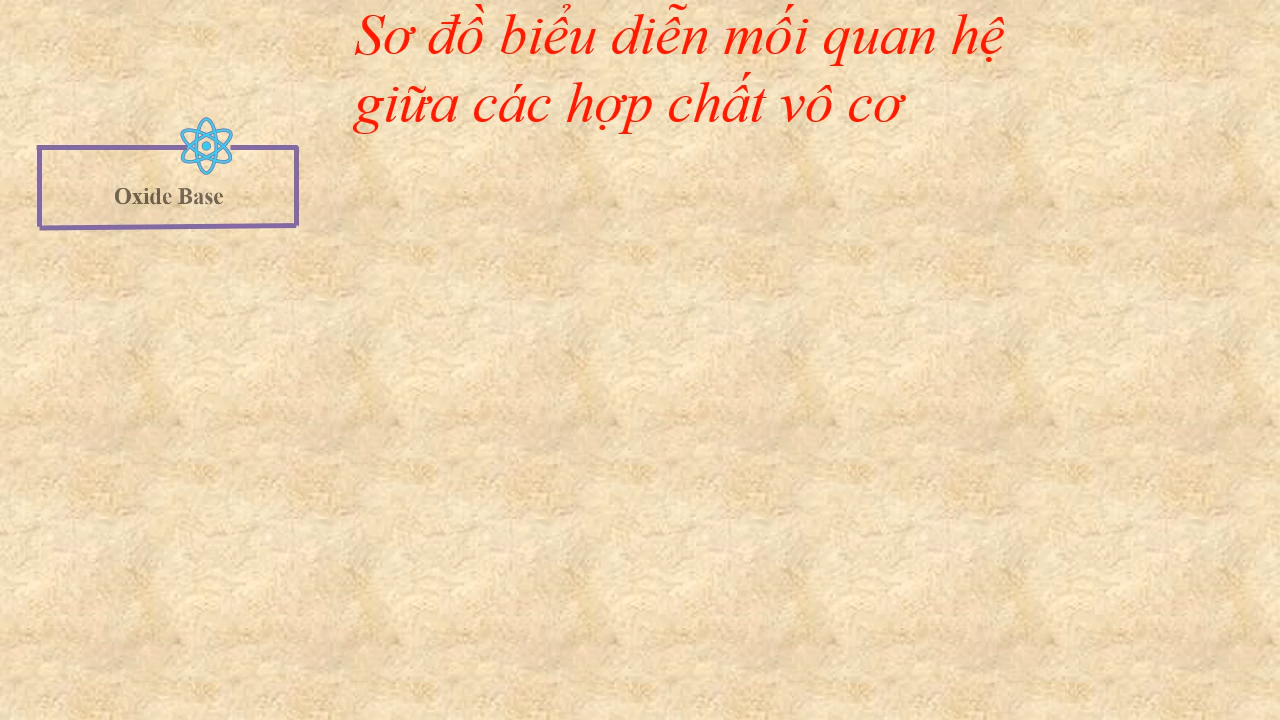 Sơ đồ biểu diễn mối quan hệ
giữa các hợp chất vô cơ
Oxide Base